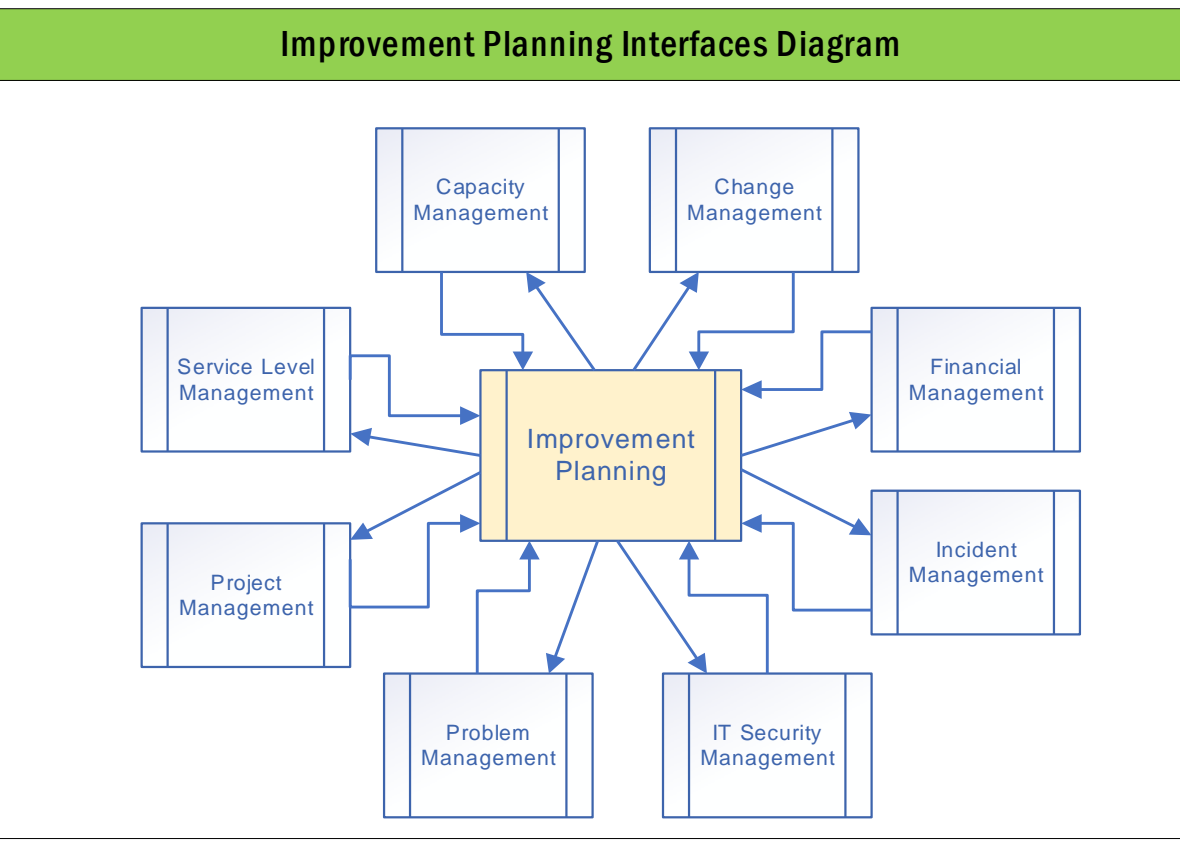 Improvement Planning Interfaces Diagram
Capacity
Management
Change
Management
Service Level
Management
Financial
Management
Improvement
Planning
Project
Management
Incident
Management
Problem
Management
IT Security
Management